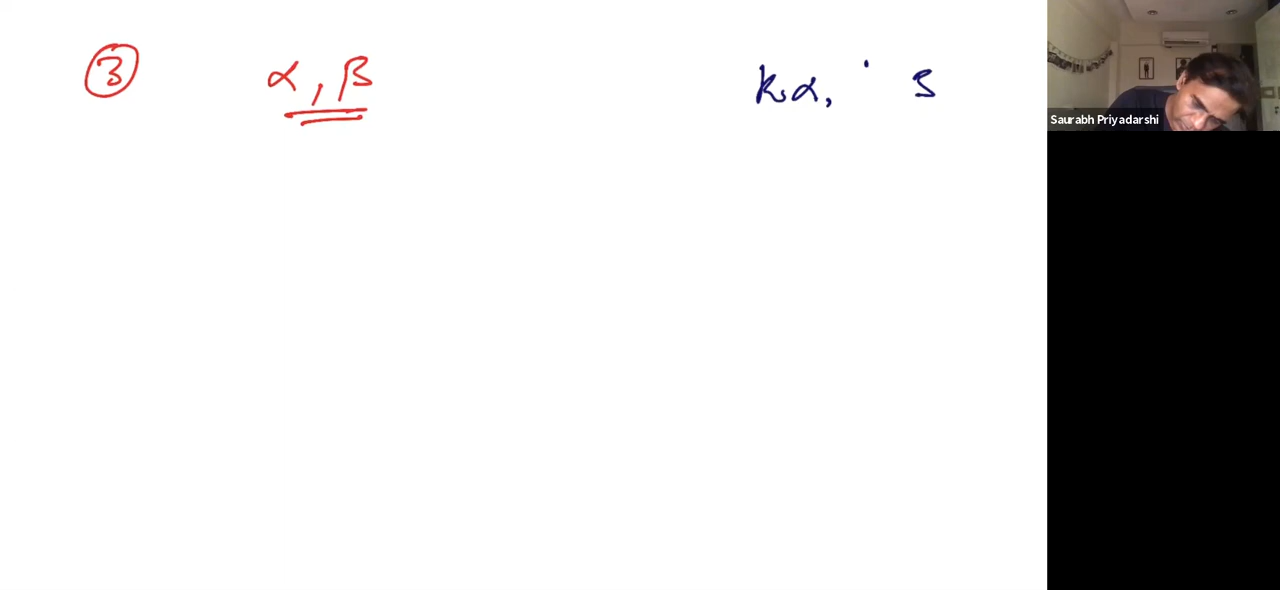 ③ α, β kα, 
Saurabh Priyadarshi